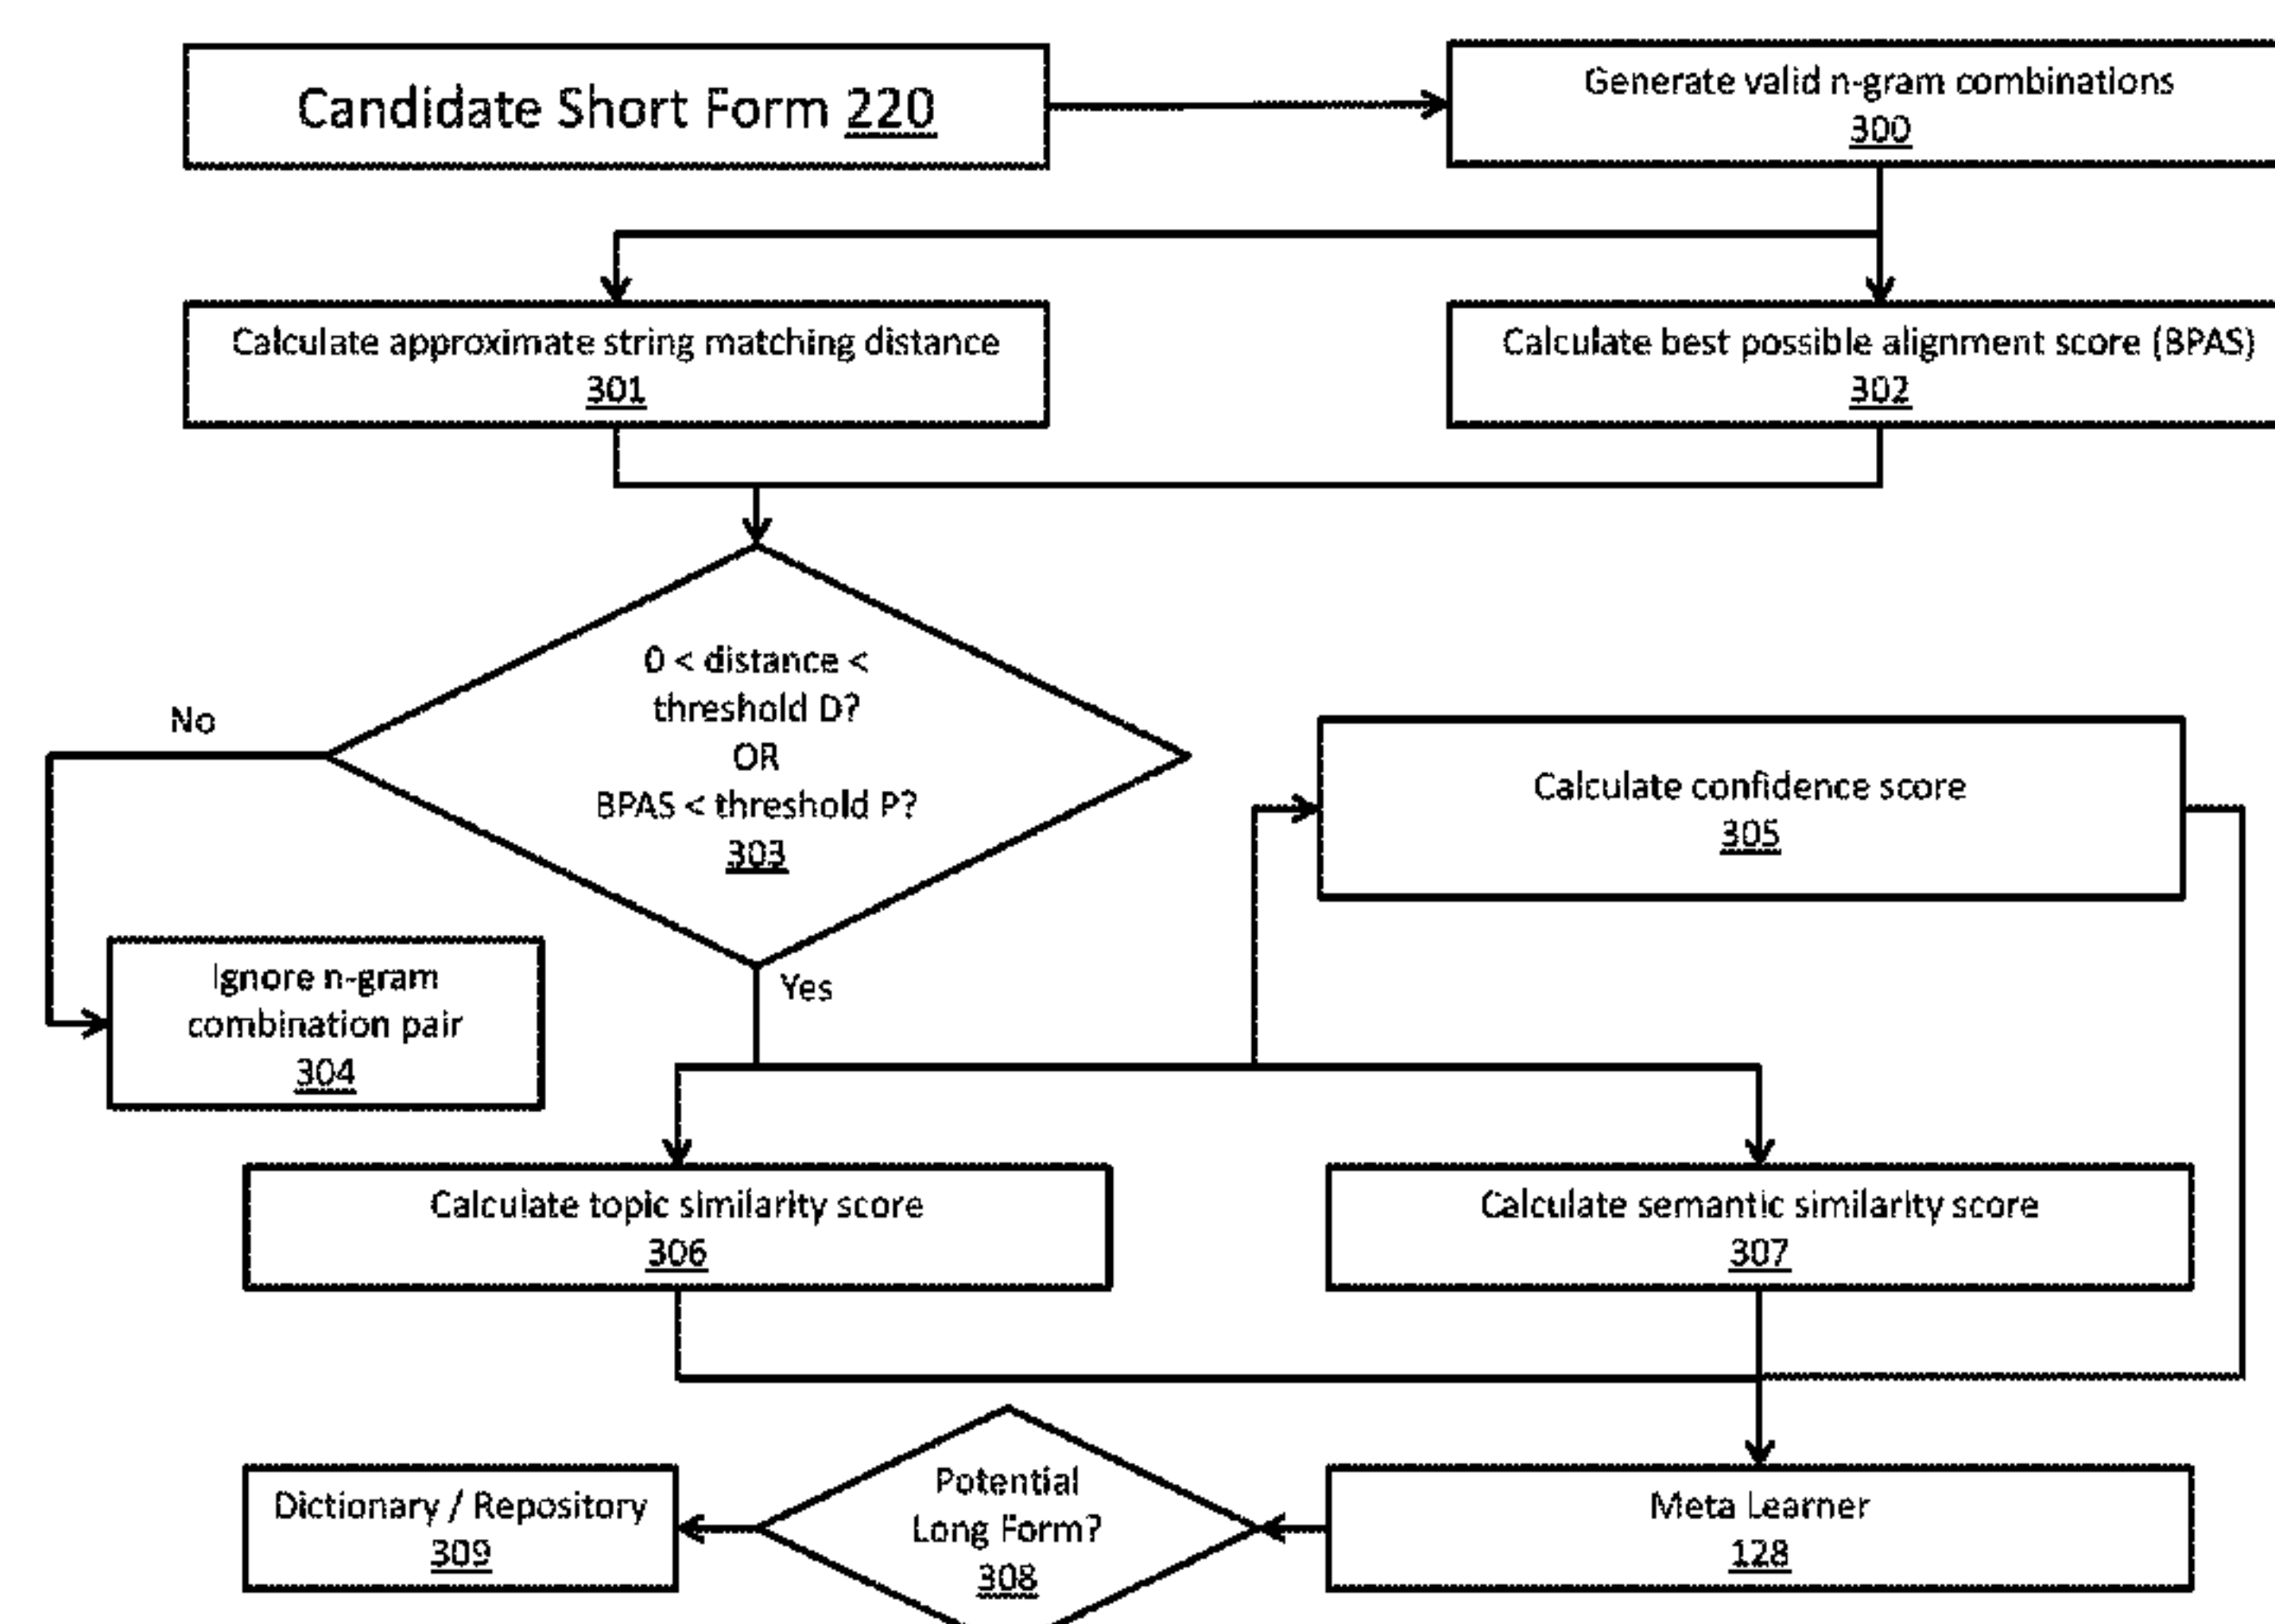 Candidate Short Form 220
Generate valid n-gram combinations
300
Calculate approximate string matching distance
301
Calculate best possible alignment score (BPAS)
302
0 < distance <
threshold D?
OR
BPAS < threshold P?
303
No
Yes
Calculate confidence score
305
Ignore n-gram
combination pair
304
Calculate topic similarity score
306
Calculate semantic similarity score
307
Dictionary / Repository
309
Potential
Long Form?
308
Meta Learner
128